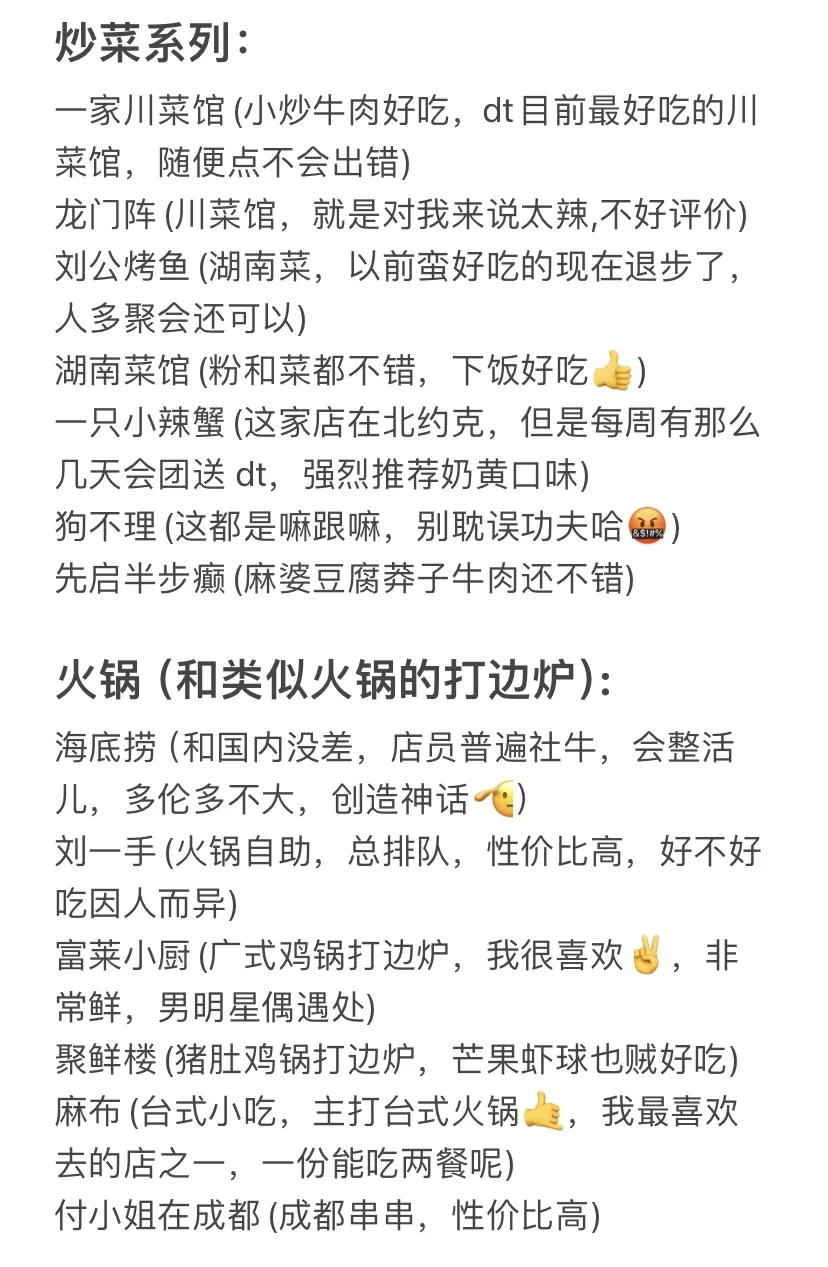 炒菜系列：
一家川菜馆(小炒牛肉好吃，dt目前最好吃的川
菜馆，随便点不会出错)
龙门阵(川菜馆，就是对我来说太辣,不好评价)
刘公烤鱼(湖南菜，以前蛮好吃的现在退步了，
人多聚会还可以)
湖南菜馆(粉和菜都不错，下饭好吃👍)
一只小辣蟹(这家店在北约克，但是每周有那么
几天会团送 dt，强烈推荐奶黄口味)
狗不理(这都是嘛跟嘛，别耽误功夫哈🤬)
先启半步癫(麻婆豆腐莽子牛肉还不错)
火锅（和类似火锅的打边炉）：
海底捞（和国内没差，店员普遍社牛，会整活
儿，多伦多不大，创造神话🫡)
刘一手(火锅自助，总排队，性价比高，好不好
吃因人而异)
富莱小厨(广式鸡锅打边炉，我很喜欢✌️，非
常鲜，男明星偶遇处)
聚鲜楼(猪肚鸡锅打边炉，芒果虾球也贼好吃)
麻布(台式小吃，主打台式火锅🤙，我最喜欢
去的店之一，一份能吃两餐呢)
付小姐在成都(成都串串，性价比高)